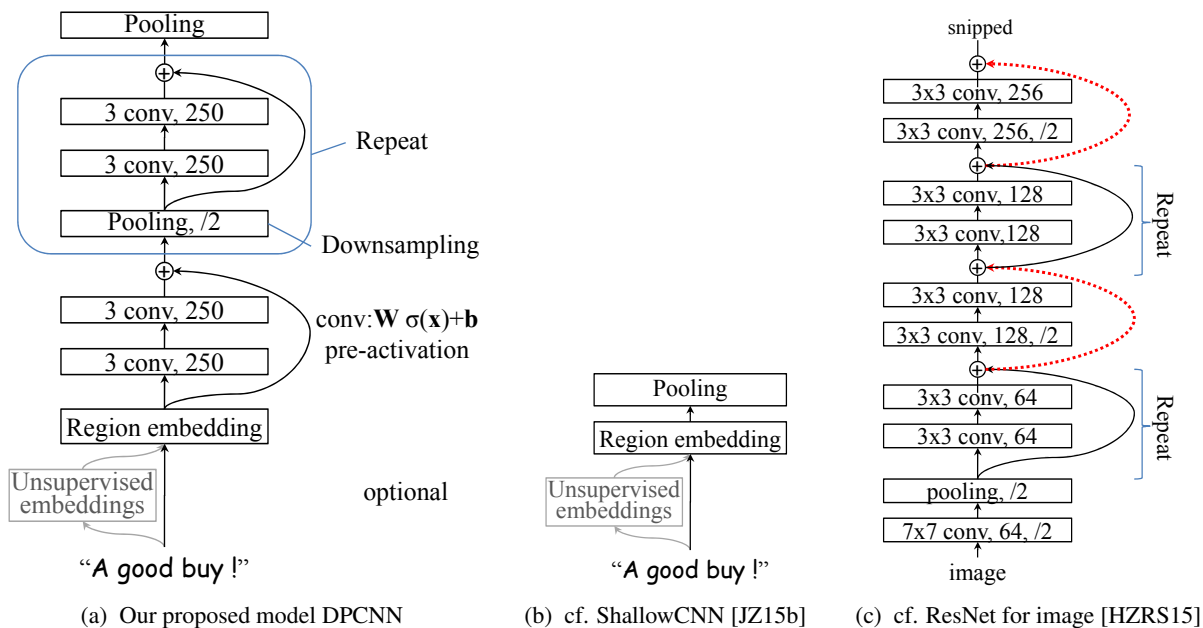 Pooling
3 conv, 250
3 conv, 250
Repeat
Pooling, /2
Downsampling
3 conv, 250
3 conv, 250
conv:W σ(x)+b
pre-activation
Region embedding
Unsupervised
embeddings
optional
“A good buy !”
(a) Our proposed model DPCNN
Pooling
Region embedding
Unsupervised
embeddings
“A good buy !”
(b) cf. ShallowCNN [JZ15b]
snipped
3x3 conv, 256
3x3 conv, 256, /2
3x3 conv, 128
3x3 conv,128
Repeat
3x3 conv, 128
3x3 conv, 128, /2
3x3 conv, 64
3x3 conv, 64
Repeat
pooling, /2
7x7 conv, 64, /2
image
(c) cf. ResNet for image [HZRS15]